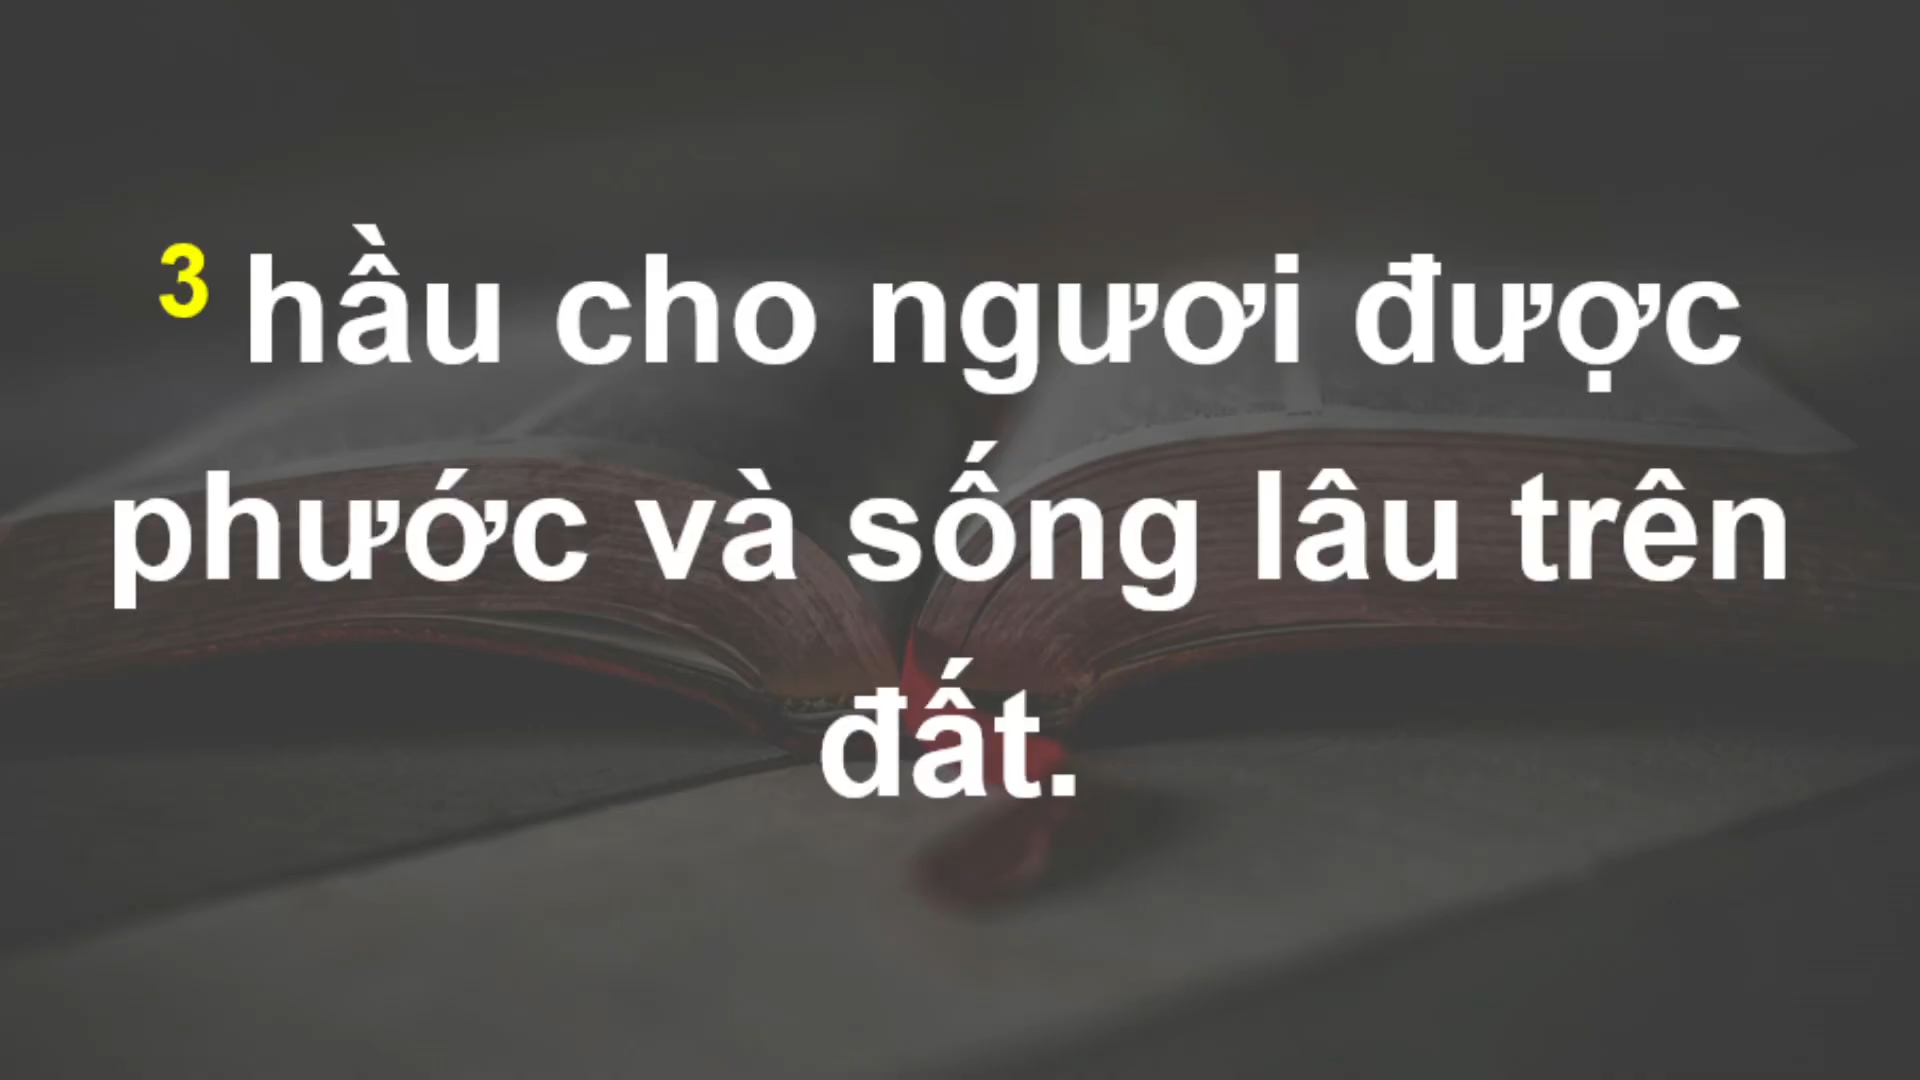 3 hầu cho ngươi được
phước và sống lâu trên
đất.